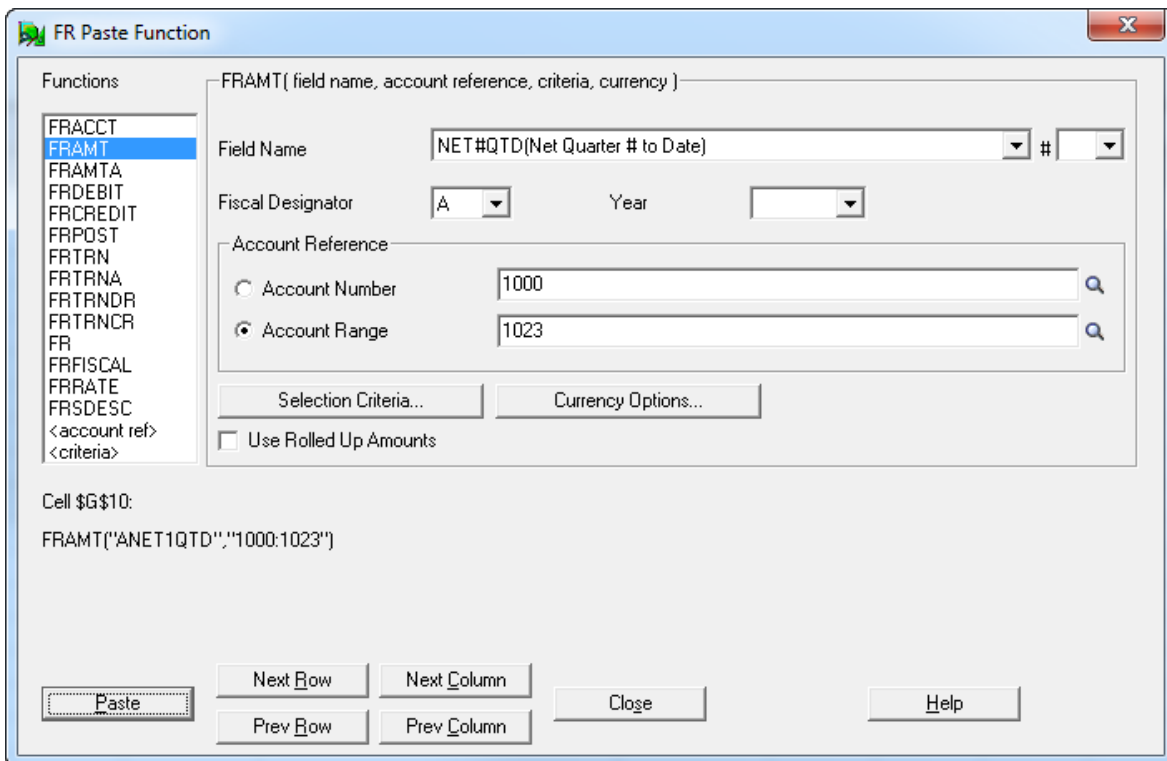 FR Paste Function
Functions
FRACCT
FRAMT
FRAMTA
FRDEBIT
FRCREDIT
FRPOST
FRTRN
FRTRNA
FRTRNDR
FRTRNCR
FR
FRFISCAL
FRRATE
FRSDESC
<account ref>
<criteria>
FRAMT( field name, account reference, criteria, currency )
Field Name NET#QTD(Net Quarter # to Date) #
Fiscal Designator A Year
Account Reference
Account Number 1000
Account Range 1023
Selection Criteria... Currency Options...
Use Rolled Up Amounts
Cell $G$10:
FRAMT("ANET1QTD","1000:1023")
Paste
Next Row Next Column
Prev Row Prev Column
Close
Help